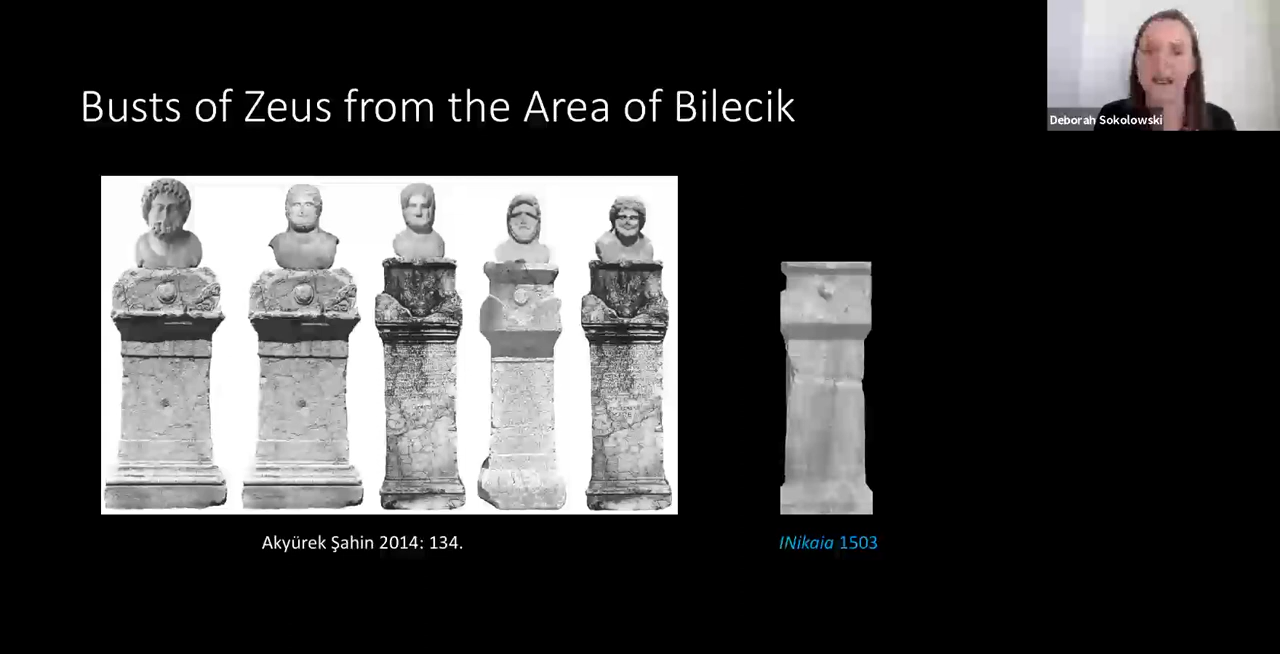 Busts of Zeus from the Area of Bilecik
Deborah Sokolowski
Akyürek Şahin 2014: 134.
INikaia 1503